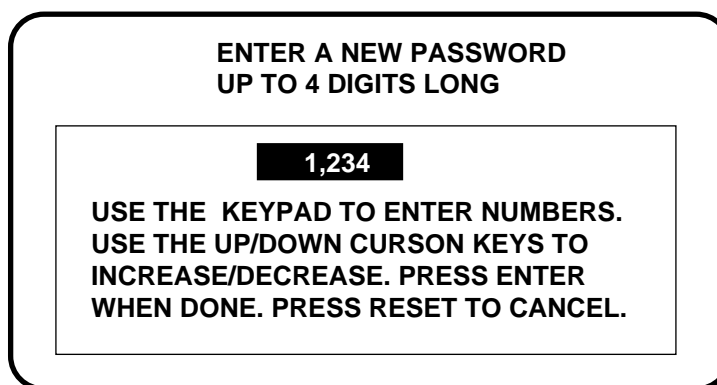 ENTER A NEW PASSWORD
UP TO 4 DIGITS LONG
1,234
USE THE KEYPAD TO ENTER NUMBERS.
USE THE UP/DOWN CURSON KEYS TO
INCREASE/DECREASE. PRESS ENTER
WHEN DONE. PRESS RESET TO CANCEL.